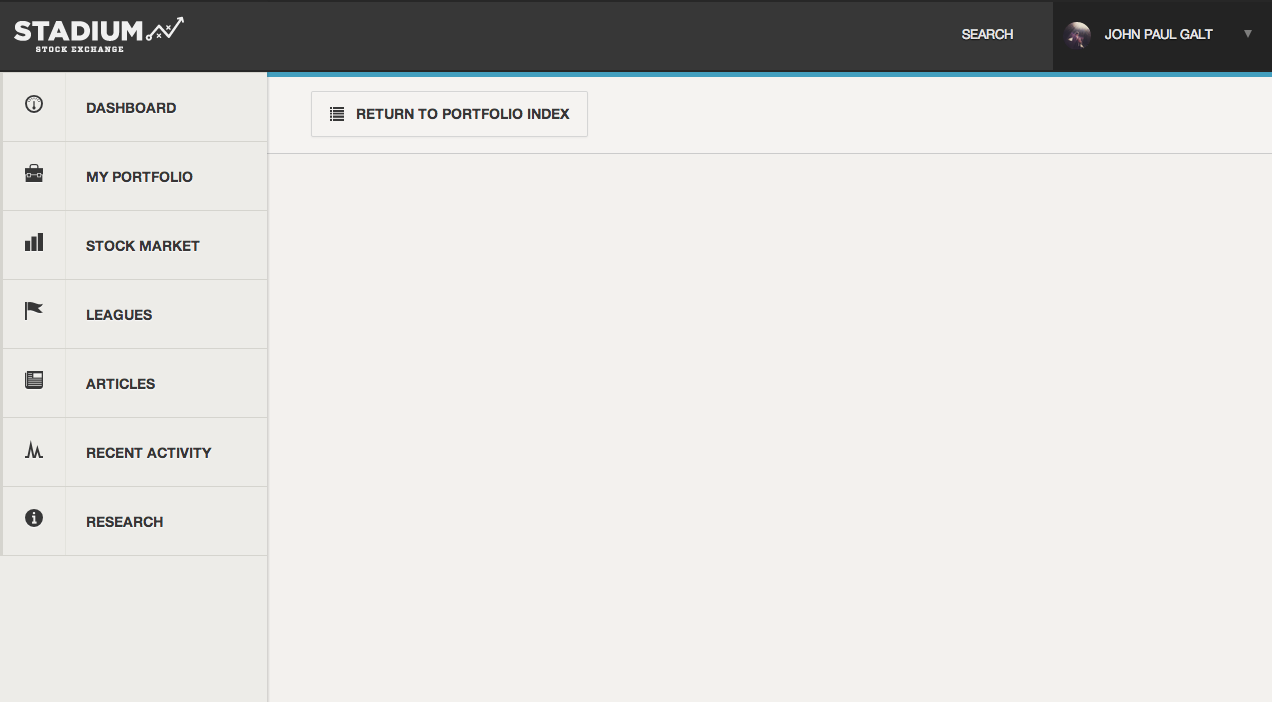 STADIUM
STOCK EXCHANGE
SEARCH
JOHN PAUL GALT
DASHBOARD
RETURN TO PORTFOLIO INDEX
MY PORTFOLIO
STOCK MARKET
LEAGUES
ARTICLES
RECENT ACTIVITY
RESEARCH